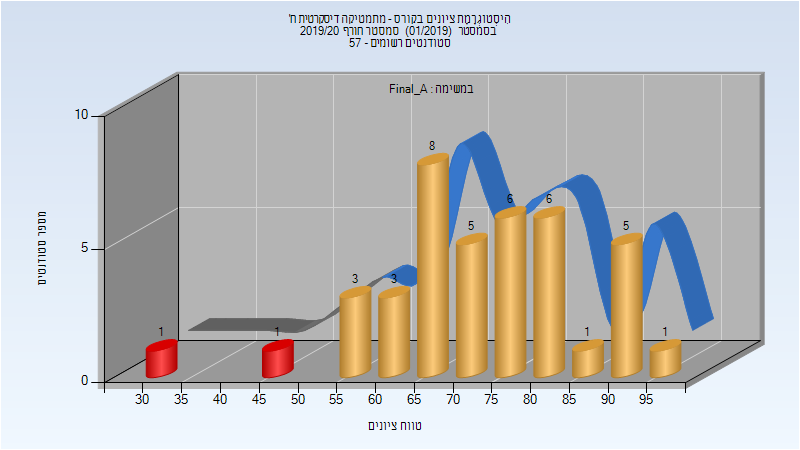 היסטוגרמת ציונים בקורס - מתמטיקה דיסקרטית ח'
בסמסטר (01/2019) סמסטר חורף 2019/20
סטודנטים רשומים - 57
במשימה : Final_A
מספר סטודנטים
10
5
0
1
1
3
3
8
5
6
6
1
5
1
30 35 40 45 50 55 60 65 70 75 80 85 90 95
טווח ציונים